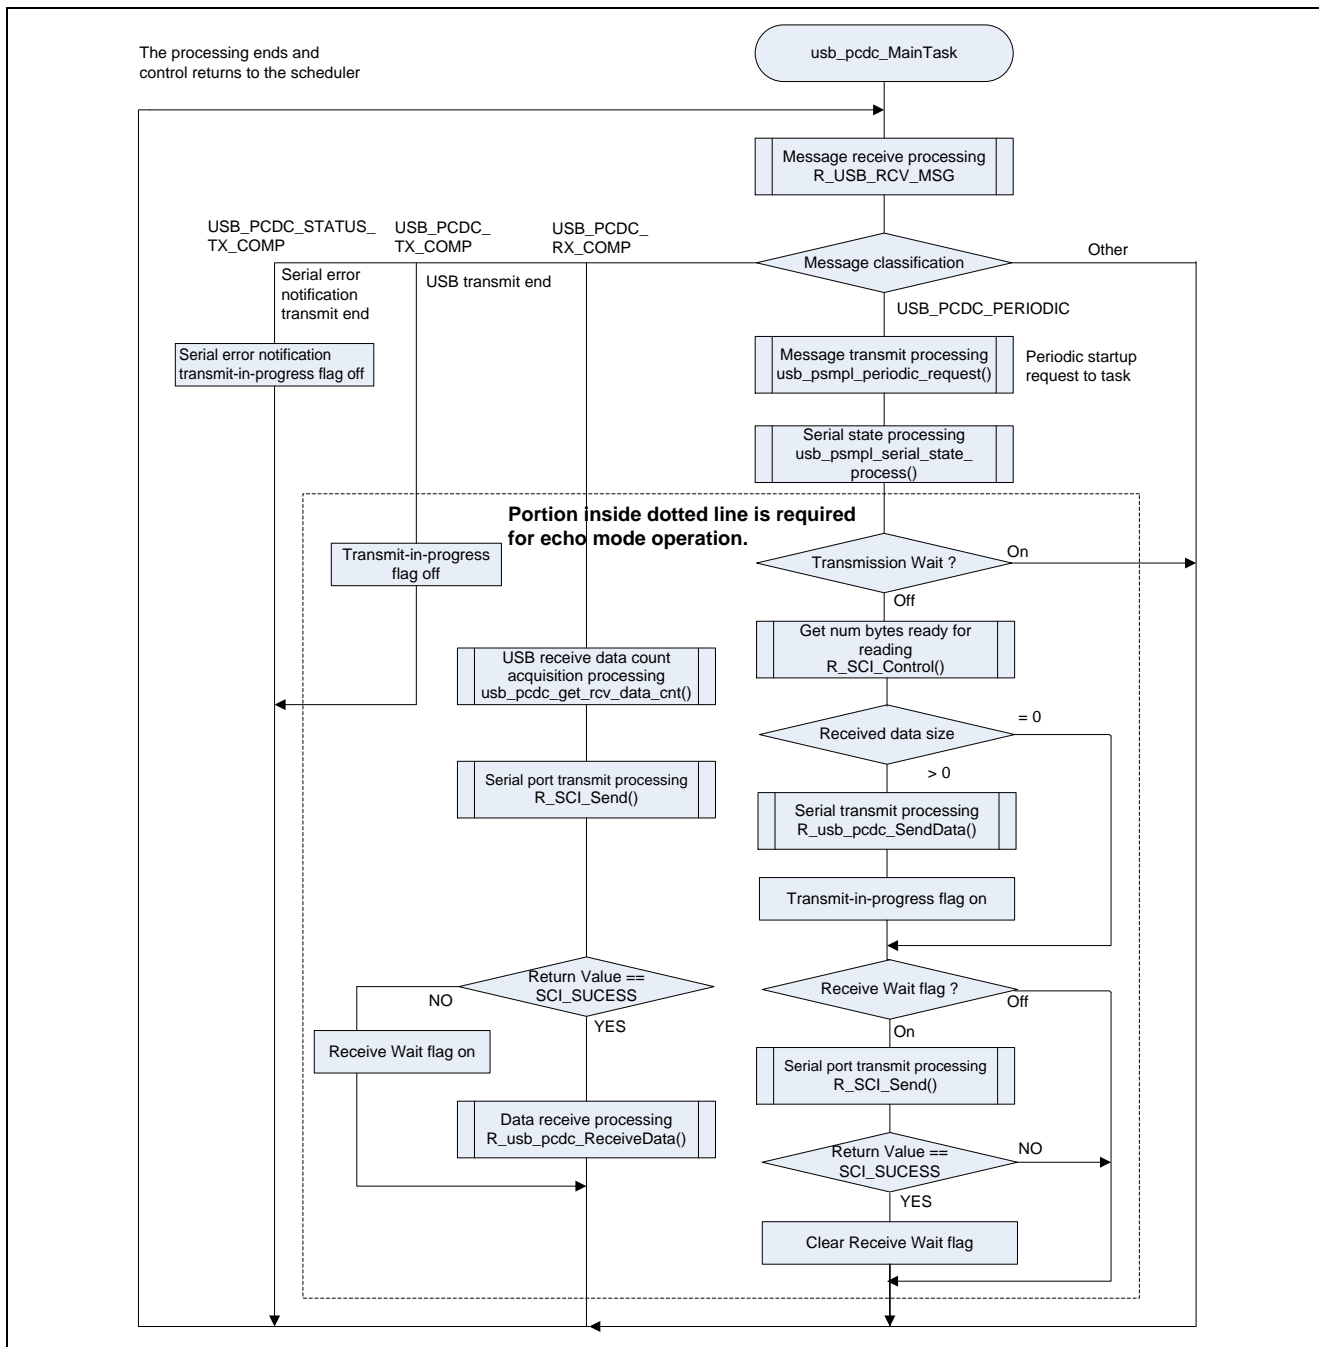 The processing ends and
control returns to the scheduler
usb_pcdc_MainTask
Message receive processing
R_USB_RCV_MSG
USB_PCDC_STATUS_
TX_COMP
USB_PCDC_
TX_COMP
USB_PCDC_
RX_COMP
Message classification
Other
Serial error
notification
transmit end
USB transmit end
USB_PCDC_PERIODIC
Serial error notification
transmit-in-progress flag off
Message transmit processing
usb_psmpl_periodic_request()
Periodic startup
request to task
Serial state processing
usb_psmpl_serial_state_
process()
Portion inside dotted line is required
for echo mode operation.
Transmit-in-progress
flag off
Transmission Wait ?
On
Off
Get num bytes ready for
reading
R_SCI_Control()
USB receive data count
acquisition processing
usb_pcdc_get_rcv_data_cnt()
Received data size
= 0
> 0
Serial port transmit processing
R_SCI_Send()
Serial transmit processing
R_usb_pcdc_SendData()
Transmit-in-progress flag on
Return Value ==
SCI_SUCESS
NO
YES
Receive Wait flag ?
Off
On
Receive Wait flag on
Serial port transmit processing
R_SCI_Send()
Data receive processing
R_usb_pcdc_ReceiveData()
Return Value ==
SCI_SUCESS
NO
YES
Clear Receive Wait flag